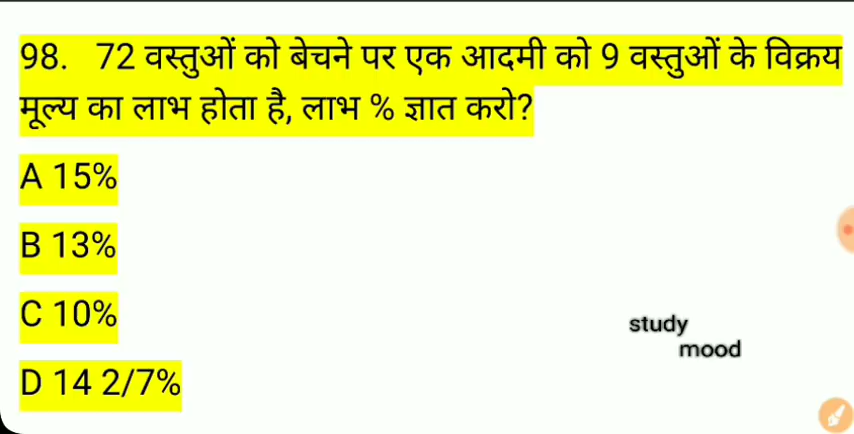 98. 72 वस्तुओं को बेचने पर एक आदमी को 9 वस्तुओं के विक्रय
मूल्य का लाभ होता है, लाभ % ज्ञात करो?
A 15%
B 13%
C 10%
D 14 2/7%
study
mood